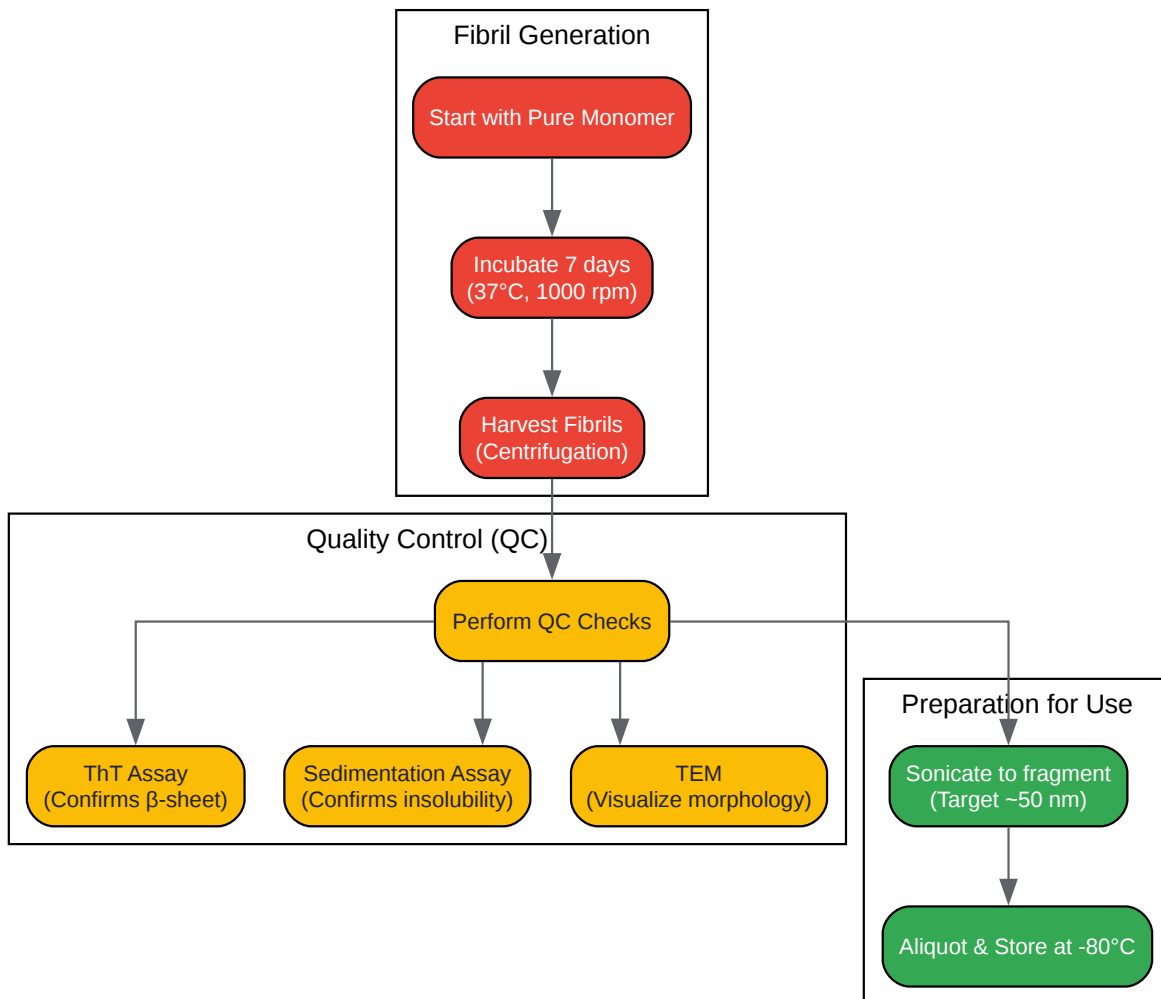 Fibril Generation
Start with Pure Monomer
Incubate 7 days
(37°C, 1000 rpm)
Harvest Fibrils
(Centrifugation)
Quality Control (QC)
Perform QC Checks
ThT Assay
(Confirms β-sheet)
Sedimentation Assay
(Confirms insolubility)
TEM
(Visualize morphology)
Preparation for Use
Sonicate to fragment
(Target ~50 nm)
Aliquot & Store at -80°C